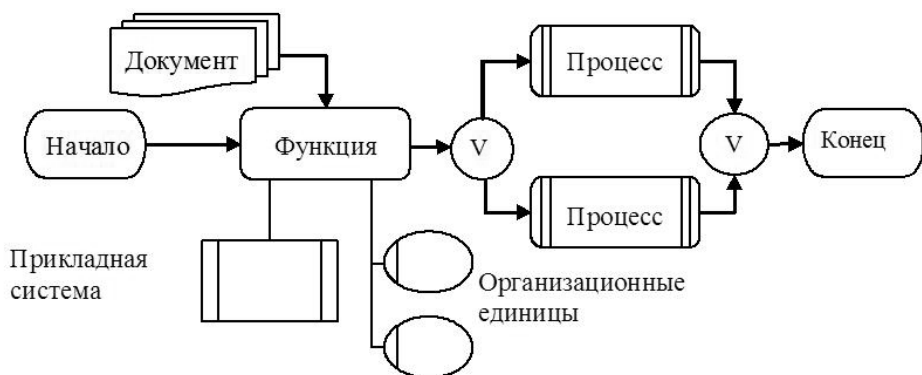 Документ
Начало
Функция
V
Процесс
Процесс
V
Конец
Прикладная
система
Организационные
единицы